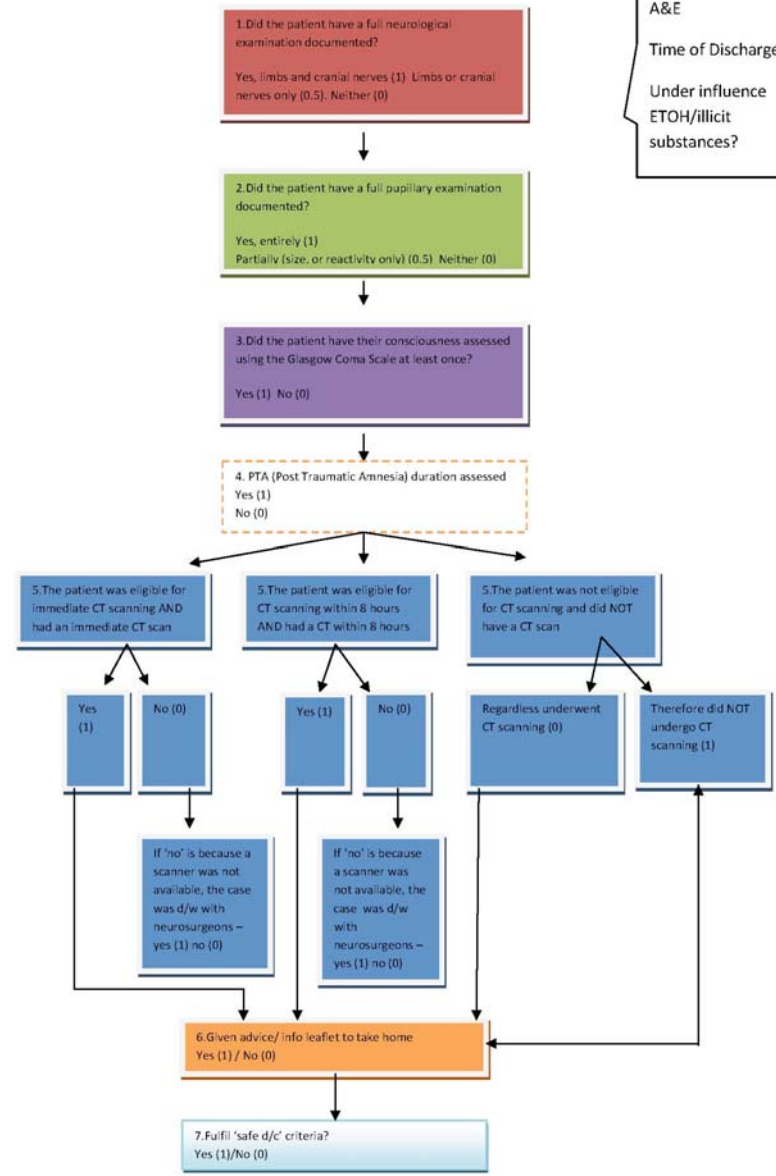 1.Did the patient have a full neurological
examination documented?
Yes, limbs and cranial nerves (1)  Limbs or cranial
nerves only (0.5). Neither (0)
A&E
Time of Discharge
Under influence
ETOH/illicit
substances?
2.Did the patient have a full pupillary examination
documented?
Yes, entirely (1)
Partially (size, or reactivity only) (0.5)  Neither (0)
3.Did the patient have their consciousness assessed
using the Glasgow Coma Scale at least once?
Yes (1)  No (0)
4. PTA (Post Traumatic Amnesia) duration assessed
Yes (1)
No (0)
5.The patient was eligible for
immediate CT scanning AND
had an immediate CT scan
5.The patient was eligible for
CT scanning within 8 hours
AND had a CT within 8 hours
5.The patient was not eligible
for CT scanning and did NOT
have a CT scan
Yes
(1)
No (0)
Yes (1)
No (0)
Regardless underwent
CT scanning (0)
Therefore did NOT
undergo CT
scanning (1)
If 'no' is because a
scanner was not
available, the case
was d/w with
neurosurgeons –
yes (1) no (0)
If 'no' is because
a scanner was
not available, the
case  was d/w
with
neurosurgeons –
yes (1) no (0)
6.Given advice/ info leaflet to take home
Yes (1) / No (0)
7.Fulfil 'safe d/c' criteria?
Yes (1)/No (0)